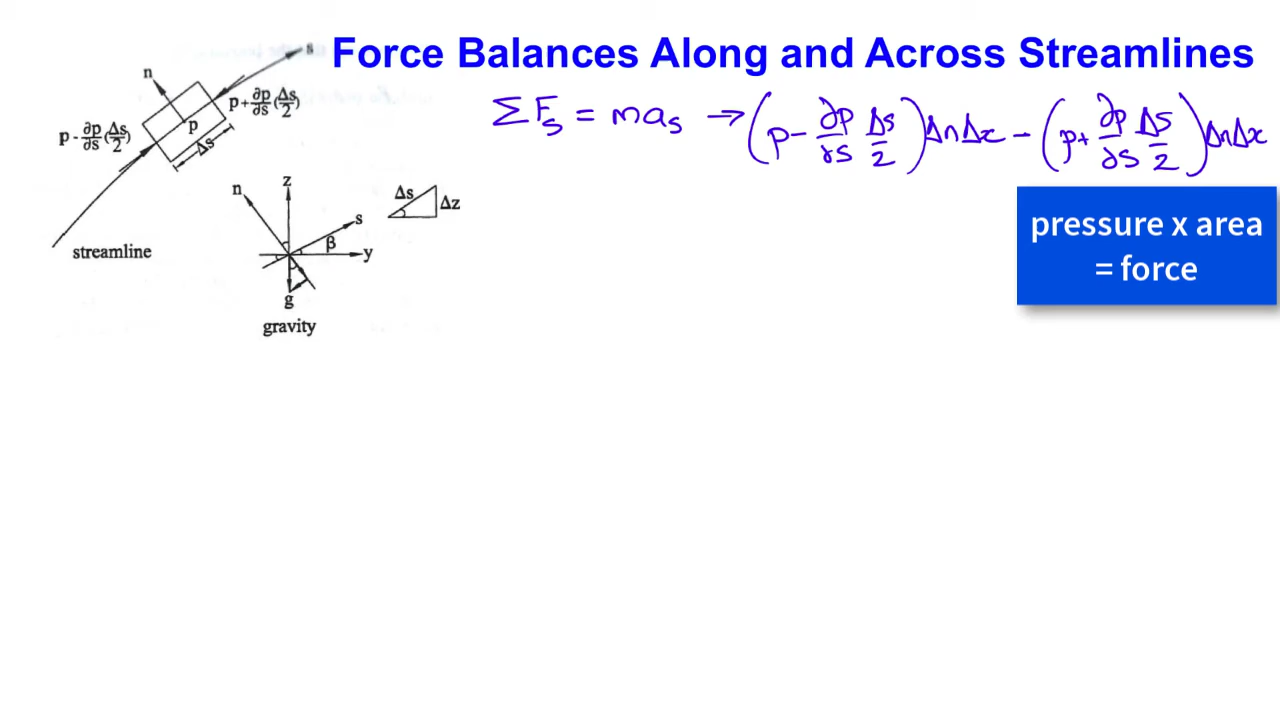 Force Balances Along and Across Streamlines
ΣFs = mas → (p - ∂p/∂s Δs/2)ΔnΔx - (p+ ∂p/∂s Δs/2)ΔnΔx
pressure x area
= force
s
n
p+∂p/∂s(Δs/2)
p - ∂p/∂s(Δs/2)
p
Δs
streamline
n
z
s
β
y
g
gravity
Δs
Δz